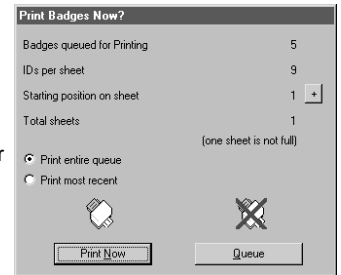 Print Badges Now?
Badges queued for Printing 5
IDs per sheet 9
Starting position on sheet 1 +
Total sheets 1
(one sheet is not full)
r
Print entire queue
Print most recent
Print Now Queue